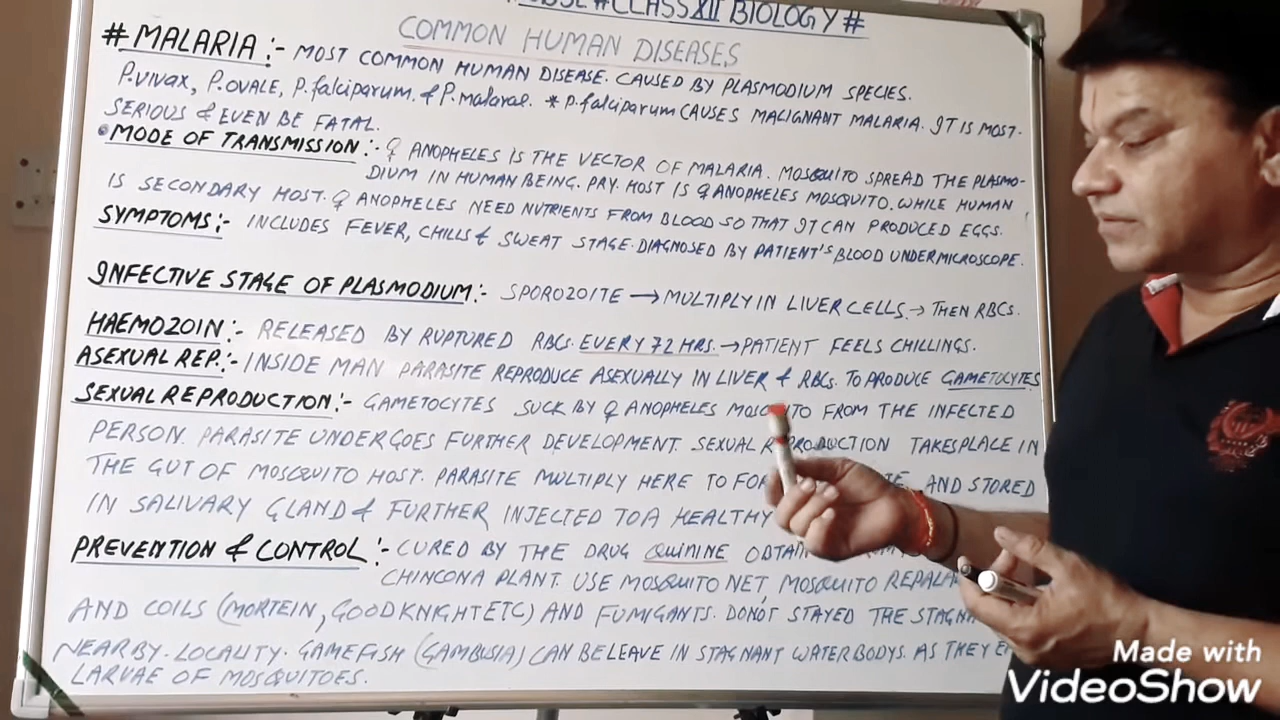 #CLASS XII BIOLOGY#
COMMON HUMAN DISEASES
# MALARIA:- MOST COMMON HUMAN DISEASE. CAUSED BY PLASMODIUM SPECIES.
P.vivax, P.OVALE, P.falciparum. & P.malarae. * P.falciparum CAUSES MALIGNANT MALARIA. IT IS MOST-
SERIOUS & EVEN BE FATAL.
•MODE OF TRANSMISSION:- ♀ ANOPHELES IS THE VECTOR OF MALARIA. MOSQUITO SPREAD THE PLASMO-
DIUM IN HUMAN BEING. PRY. HOST IS ♀ ANOPHELES MOSQUITO. WHILE HUMAN
IS SECONDARY HOST. ♀ ANOPHELES NEED NUTRIENTS FROM BLOOD SO THAT IT CAN PRODUCED EGGS.
SYMPTOMS:- INCLUDES FEVER, CHILLS & SWEAT STAGE. DIAGNOSED BY PATIENT'S BLOOD UNDERMICROSCOPE.
INFECTIVE STAGE OF PLASMODIUM:- SPOROZOITE → MULTIPLY IN LIVER CELLS → THEN RBCS.
HAEMOZOIN:- RELEASED BY RUPTURED RBCS. EVERY 72 HRS. → PATIENT FEELS CHILLINGS.
ASEXUAL REP.:- INSIDE MAN PARASITE REPRODUCE ASEXUALLY IN LIVER & RBCS. TO PRODUCE GAMETOCYTES
SEXUAL REPRODUCTION:- GAMETOCYTES SUCK BY ♀ ANOPHELES MOSQUITO FROM THE INFECTED
PERSON. PARASITE UNDERGOES FURTHER DEVELOPMENT. SEXUAL REPRODUCTION TAKESPLACE IN
THE GUT OF MOSQUITO HOST. PARASITE MULTIPLY HERE TO AND STORED
IN SALIVARY GLAND & FURTHER INJECTED TO A HEALTHY
PREVENTION & CONTROL:- CURED BY THE DRUG QUININE
CHINCONA PLANT. USE MOSQUITO NET, MOSQUITO
AND COILS (MORTEIN, GOODKNIGHT ETC) AND FUMIGANTS. DONOT STAYED THE
NEARBY. LOCALITY. GAMEFISH (GAMBUSIA) CAN BE LEAVE IN STAGNANT WATERBODYS. AS THEY
LARVAE OF MOSQUITOES.
Made with
VideoShow